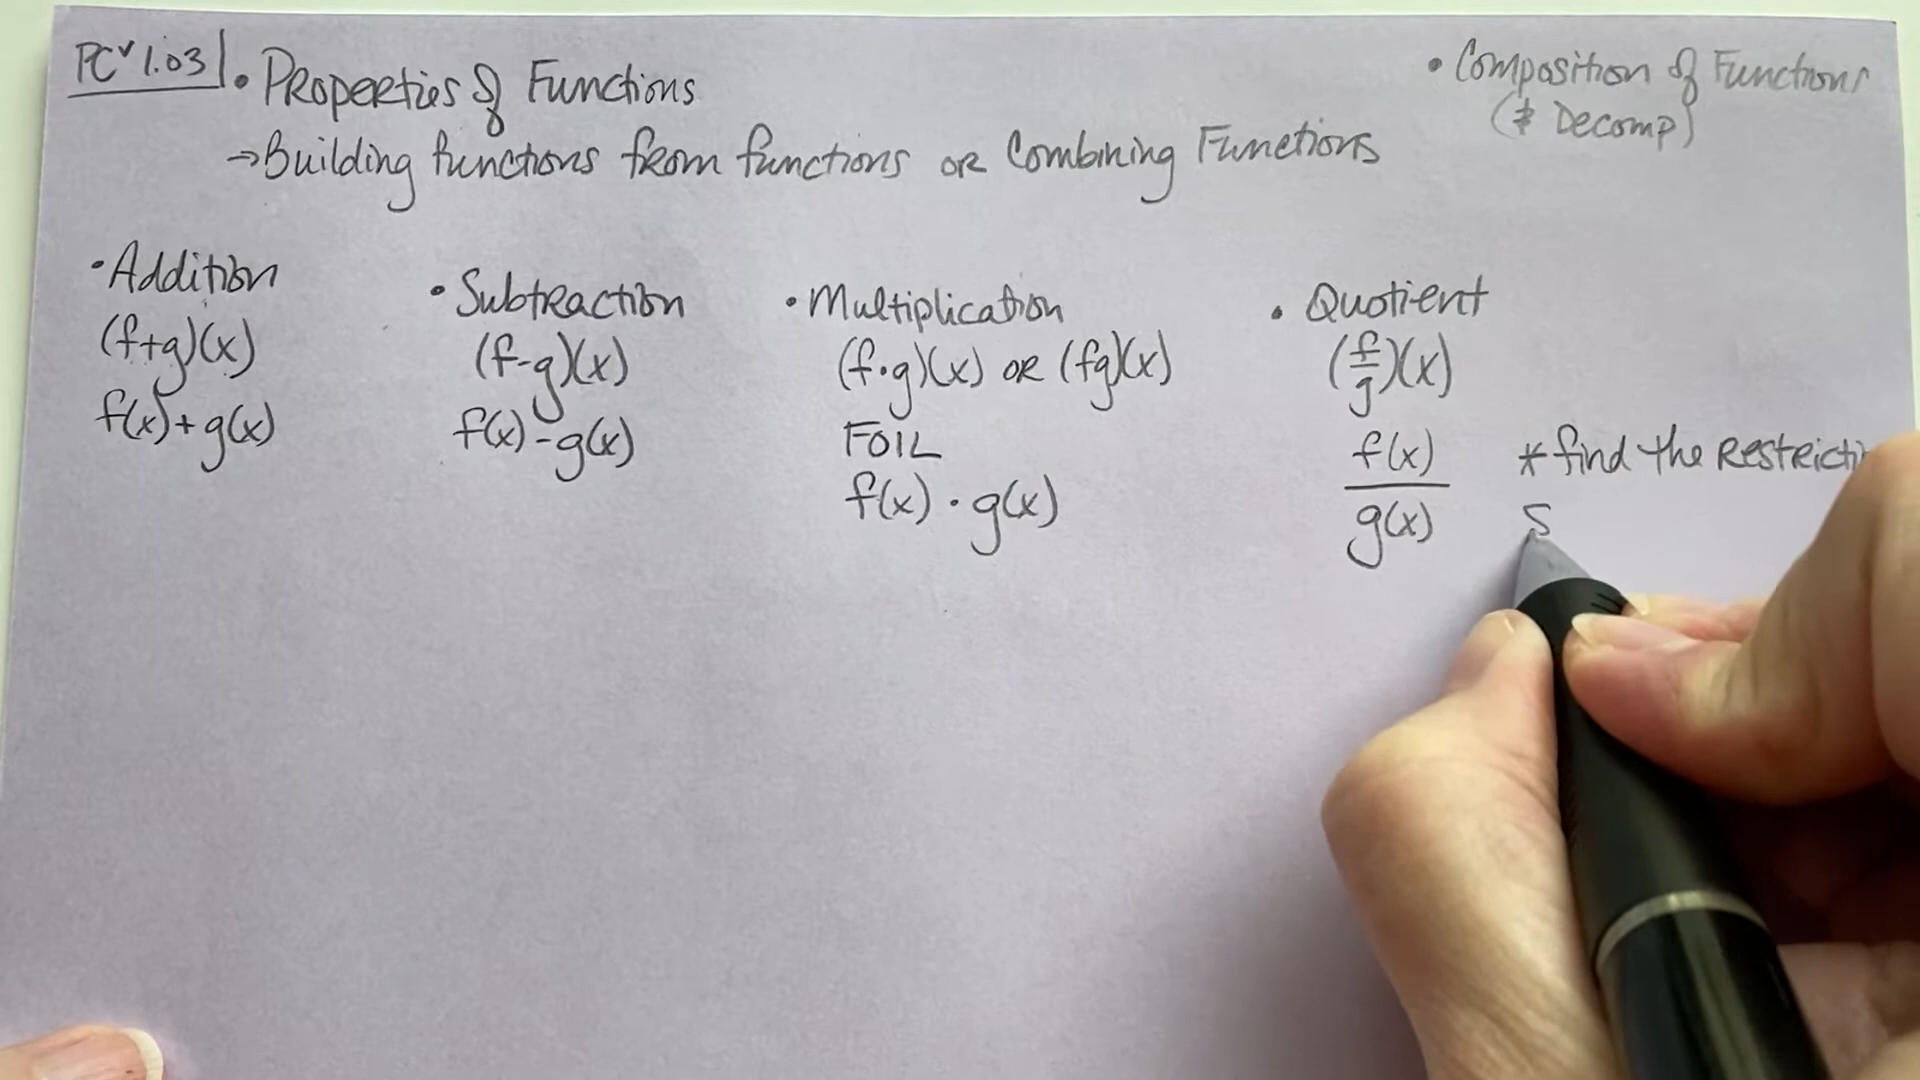 PCv 1.03
• Properties of Functions
→Building functions from functions or Combining Functions
• Composition of Functions
(& Decomp)
• Addition
(f+g)(x)
f(x)+g(x)
• Subtraction
(f-g)(x)
f(x)-g(x)
• Multiplication
(f•g)(x) or (fg)(x)
FOIL
f(x)•g(x)
• Quotient
(f/g)(x)
f(x)
g(x)
*find the Restricti
S